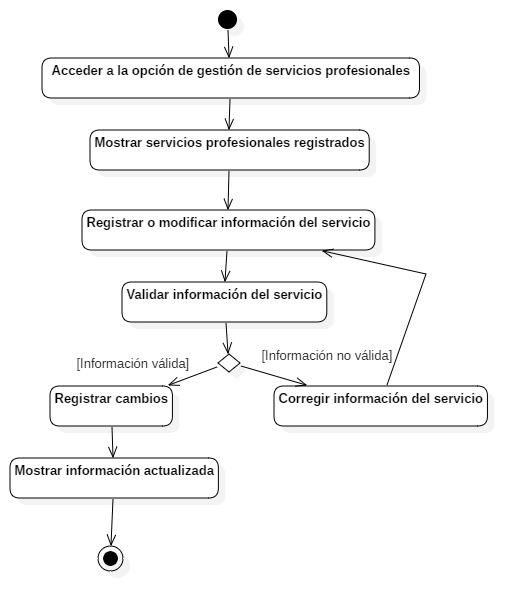 Acceder a la opción de gestión de servicios profesionales
Mostrar servicios profesionales registrados
Registrar o modificar información del servicio
Validar información del servicio
[Información válida]
[Información no válida]
Registrar cambios
Corregir información del servicio
Mostrar información actualizada